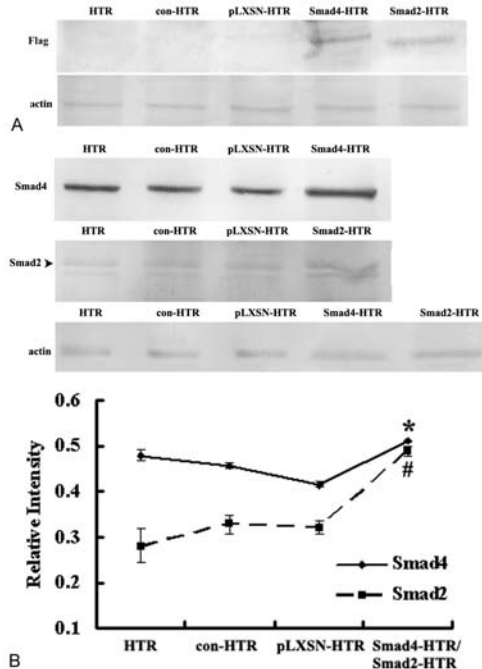 HTR con-HTR pLXSN-HTR Smad4-HTR Smad2-HTR
Flag
actin
A
HTR con-HTR pLXSN-HTR Smad4-HTR
Smad4
HTR con-HTR pLXSN-HTR Smad2-HTR
Smad2
HTR con-HTR pLXSN-HTR Smad4-HTR Smad2-HTR
actin
0.6
0.5
0.4
0.3
0.2
0.1
Relative Intensity
*
#
Smad4
Smad2
HTR con-HTR pLXSN-HTR Smad4-HTR/
Smad2-HTR
B